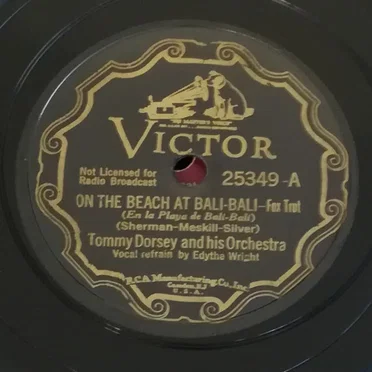 "HIS MASTER'S VOICE"
VICTOR
Not Licensed for
Radio Broadcast
25349-A
ON THE BEACH AT BALI-BALI—Fox Trot
(En la Playa de Bali-Bali)
(Sherman-Meskill-Silver)
Tommy Dorsey and his Orchestra
Vocal refrain by Edythe Wright
R.C.A. Manufacturing Co., Inc.
Camden, N.J.
U.S.A.